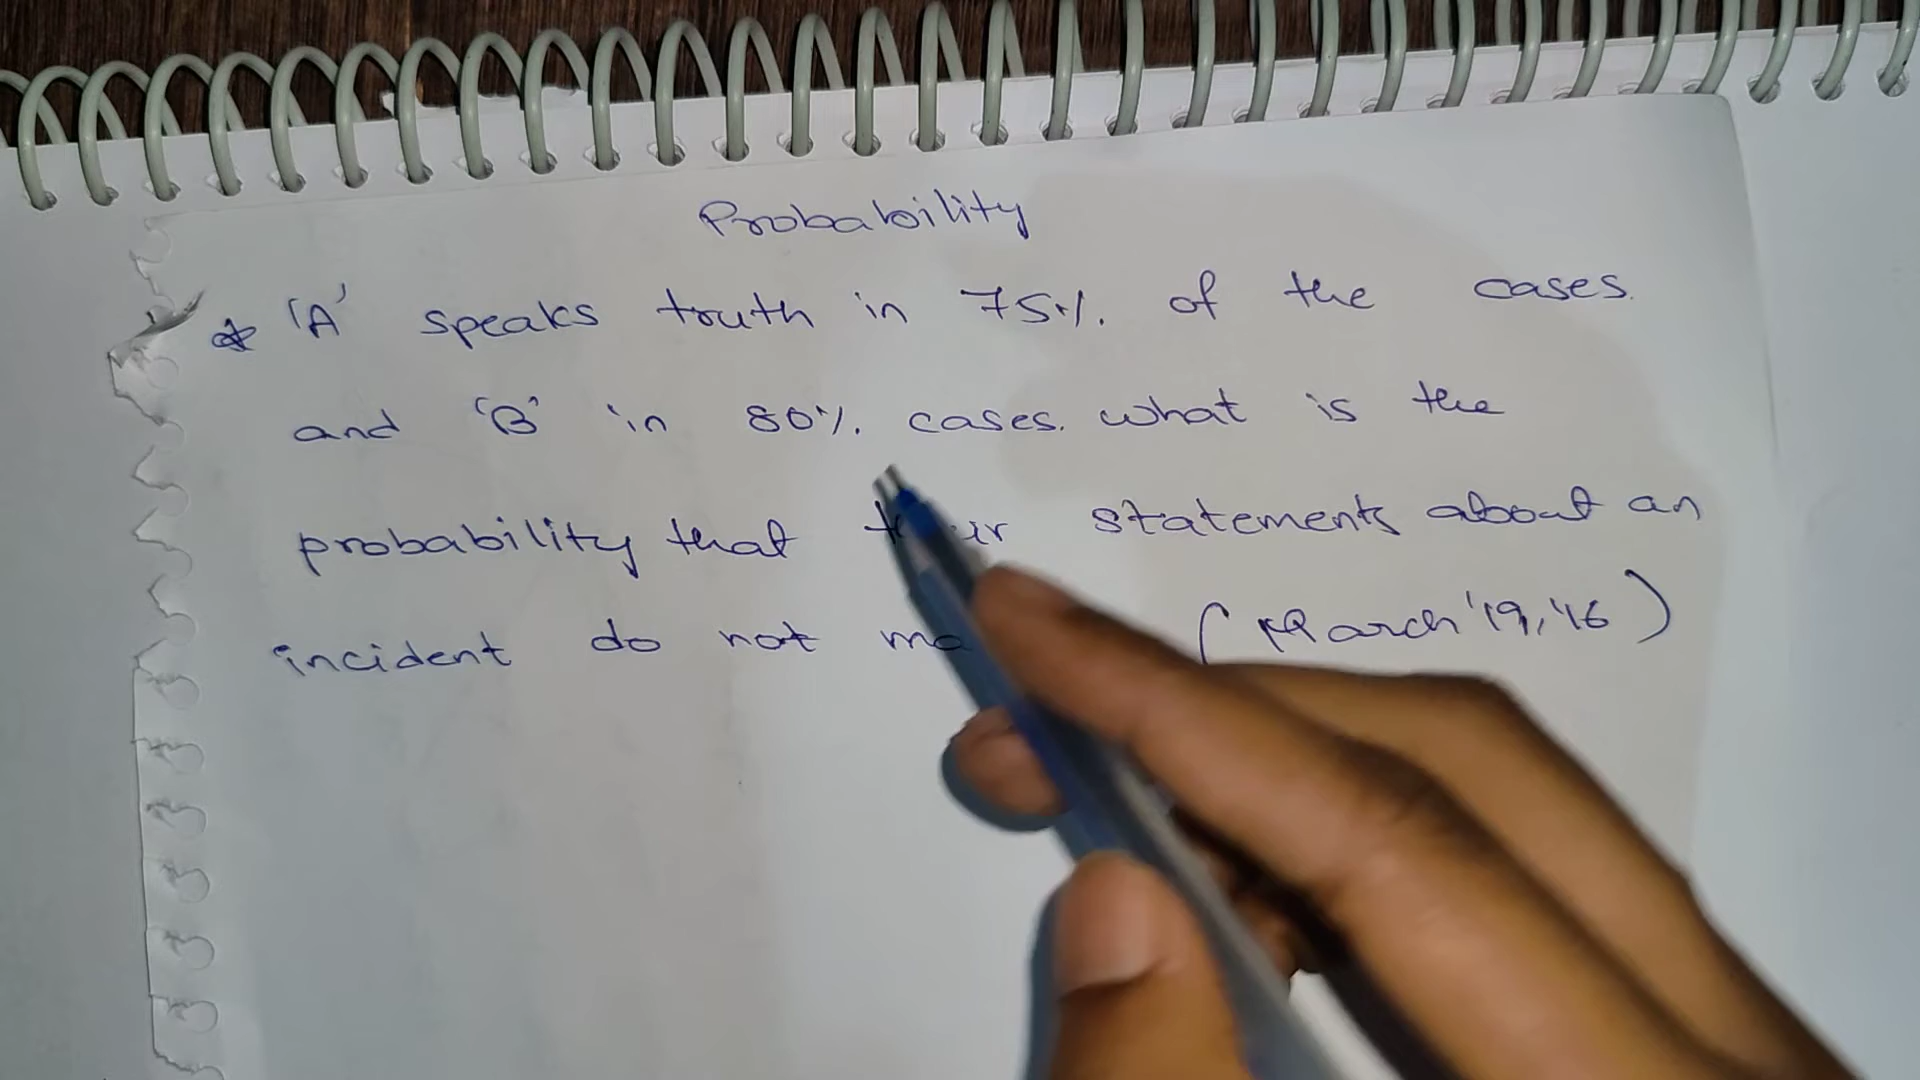 Probability
* 'A' speaks truth in 75%. of the cases.
and 'B' in 80%. cases. what is the
probability that statements about an
incident do not (March '19, '16)